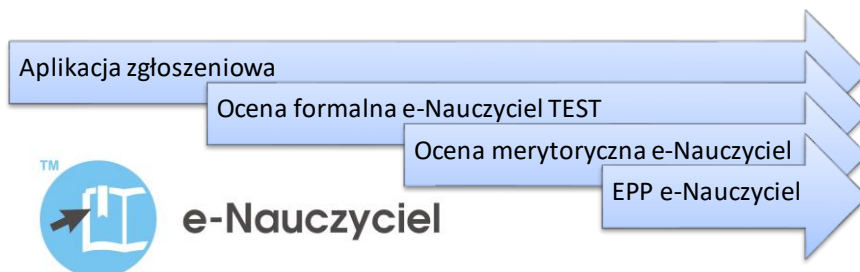 Aplikacja zgłoszeniowa
Ocena formalna e-Nauczyciel TEST
Ocena merytoryczna e-Nauczyciel
EPP e-Nauczyciel
TM
e-Nauczyciel